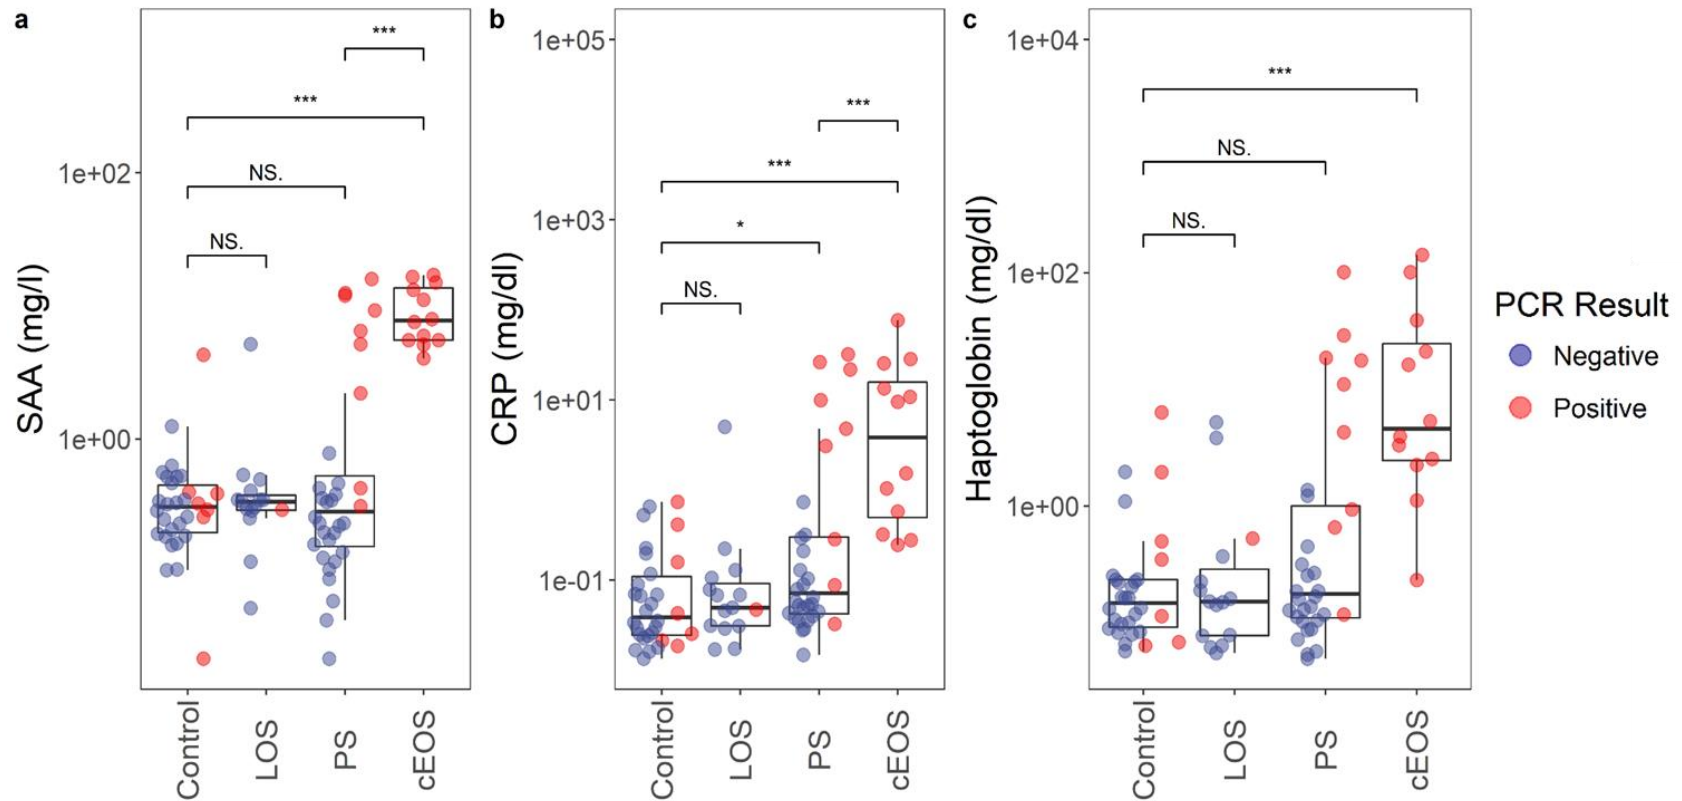 a
SAA (mg/l)
1e+02
1e+00
***
***
NS.
NS.
Control
LOS
PS
cEOS
b
CRP (mg/dl)
1e+05
1e+03
1e+01
1e-01
***
***
*
NS.
Control
LOS
PS
cEOS
c
Haptoglobin (mg/dl)
1e+04
1e+02
1e+00
***
NS.
NS.
Control
LOS
PS
cEOS
PCR Result
Negative
Positive